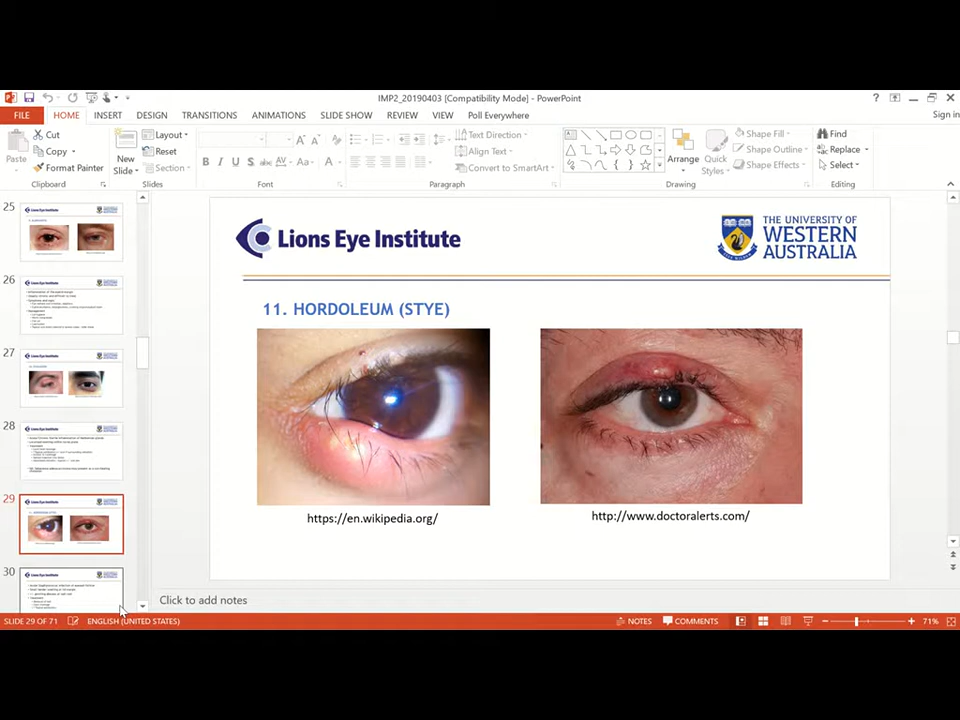 IMP2_20190403 [Compatibility Mode] - PowerPoint
FILE HOME INSERT DESIGN TRANSITIONS ANIMATIONS SLIDE SHOW REVIEW VIEW Poll Everywhere Sign in
Paste
Cut
Copy
Format Painter
Clipboard
New Slide
Layout
Reset
Section
Slides
B I U S abc AV Aa A
Font
Text Direction
Align Text
Convert to SmartArt
Paragraph
Arrange
Quick Styles
Shape Fill
Shape Outline
Shape Effects
Drawing
Find
Replace
Select
Editing
25
26
27
28
29
30
Lions Eye Institute
THE UNIVERSITY OF
WESTERN
AUSTRALIA
11. HORDOLEUM (STYE)
https://en.wikipedia.org/
http://www.doctoralerts.com/
Click to add notes
SLIDE 29 OF 71 ENGLISH (UNITED STATES) NOTES COMMENTS 71%